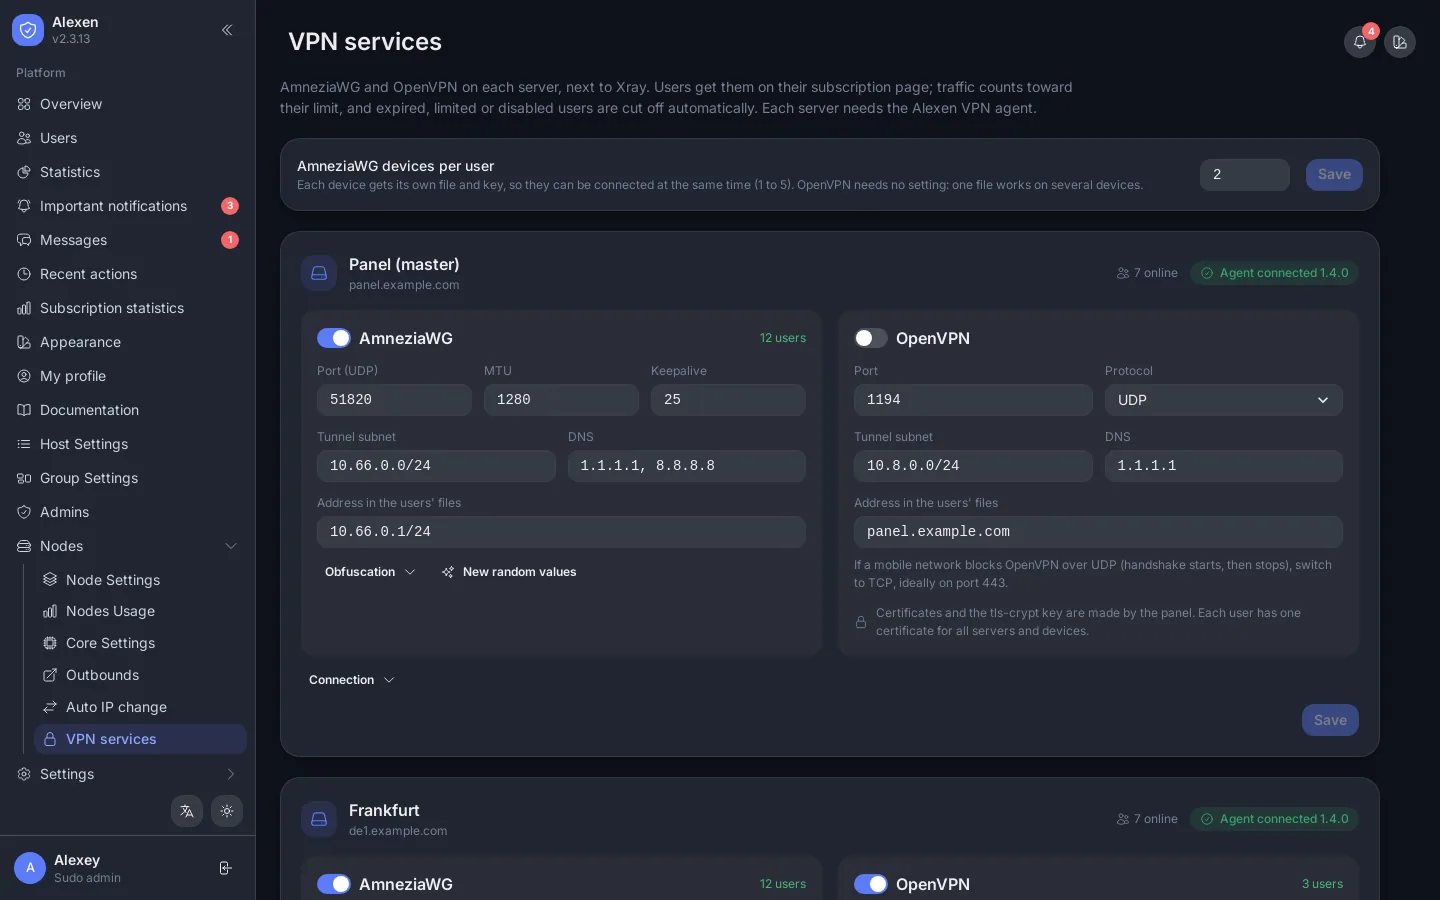 Alexen
v2.3.13
Platform
Overview
Users
Statistics
Important notifications 3
Messages 1
Recent actions
Subscription statistics
Appearance
My profile
Documentation
Host Settings
Group Settings
Admins
Nodes
Node Settings
Nodes Usage
Core Settings
Outbounds
Auto IP change
VPN services
Settings
A
Alexey
Sudo admin
VPN services
4
AmneziaWG and OpenVPN on each server, next to Xray. Users get them on their subscription page; traffic counts toward
their limit, and expired, limited or disabled users are cut off automatically. Each server needs the Alexen VPN agent.
AmneziaWG devices per user
Each device gets its own file and key, so they can be connected at the same time (1 to 5). OpenVPN needs no setting: one file works on several devices.
2
Save
Panel (master)
panel.example.com
7 online
Agent connected 1.4.0
AmneziaWG
12 users
Port (UDP) MTU Keepalive
51820 1280 25
Tunnel subnet DNS
10.66.0.0/24 1.1.1.1, 8.8.8.8
Address in the users' files
10.66.0.1/24
Obfuscation
New random values
OpenVPN
Port Protocol
1194 UDP
Tunnel subnet DNS
10.8.0.0/24 1.1.1.1
Address in the users' files
panel.example.com
If a mobile network blocks OpenVPN over UDP (handshake starts, then stops), switch
to TCP, ideally on port 443.
Certificates and the tls-crypt key are made by the panel. Each user has one
certificate for all servers and devices.
Connection
Save
Frankfurt
de1.example.com
7 online
Agent connected 1.4.0
AmneziaWG
12 users
OpenVPN
3 users